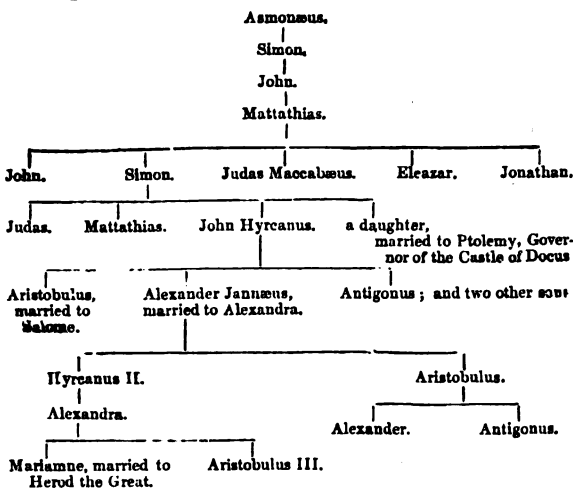 Asmonæus.
Simon.
John.
Mattathias.
John. Simon. Judas Maccabæus. Eleazar. Jonathan.
Judas. Mattathias. John Hyrcanus. a daughter,
married to Ptolemy, Gover-
nor of the Castle of Docus
Aristobulus, Alexander Jannæus, Antigonus; and two other sons
married to married to Alexandra.
Salome.
Hyrcanus II. Aristobulus.
Alexandra.
Alexander. Antigonus.
Mariamne, married to Aristobulus III.
Herod the Great.